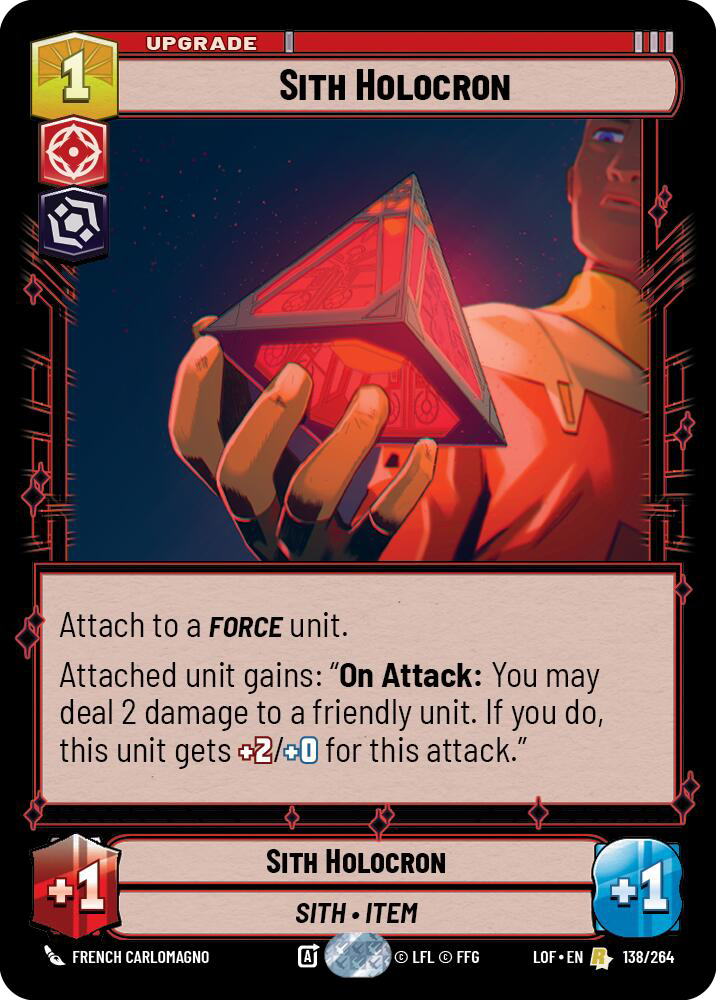 UPGRADE
1
SITH HOLOCRON
Attach to a FORCE unit.
Attached unit gains: “On Attack: You may
deal 2 damage to a friendly unit. If you do,
this unit gets +2/+0 for this attack.”
+1
SITH HOLOCRON
+1
SITH • ITEM
FRENCH CARLOMAGNO
A
© LFL © FFG
LOF • EN
R
138/264